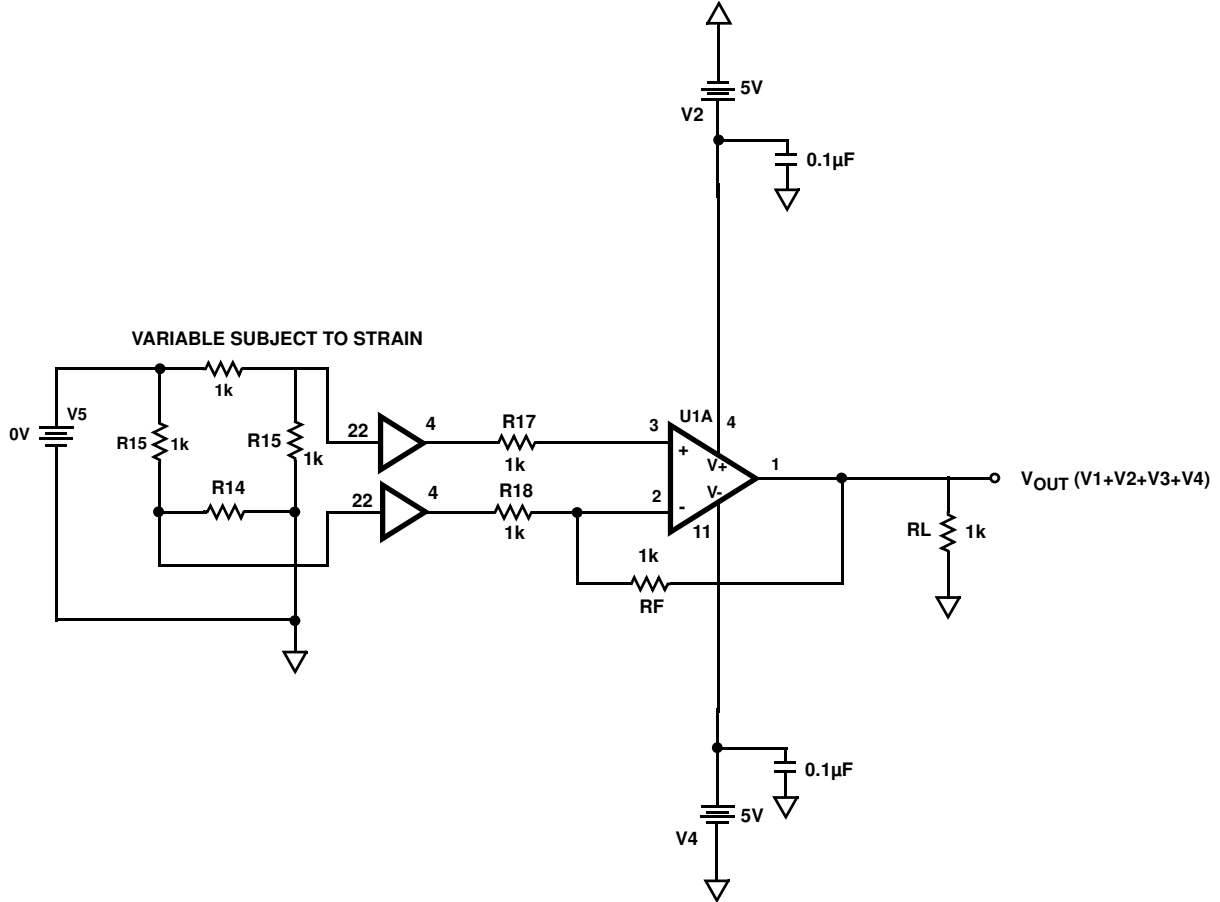 5V
V2
0.1µF
VARIABLE SUBJECT TO STRAIN
1k
V5
0V
R15
1k
R15
1k
R14
22
4
R17
1k
22
4
R18
1k
3
U1A
4
+
V+
1
2
-
V-
11
1k
RF
VOUT (V1+V2+V3+V4)
RL
1k
0.1µF
5V
V4